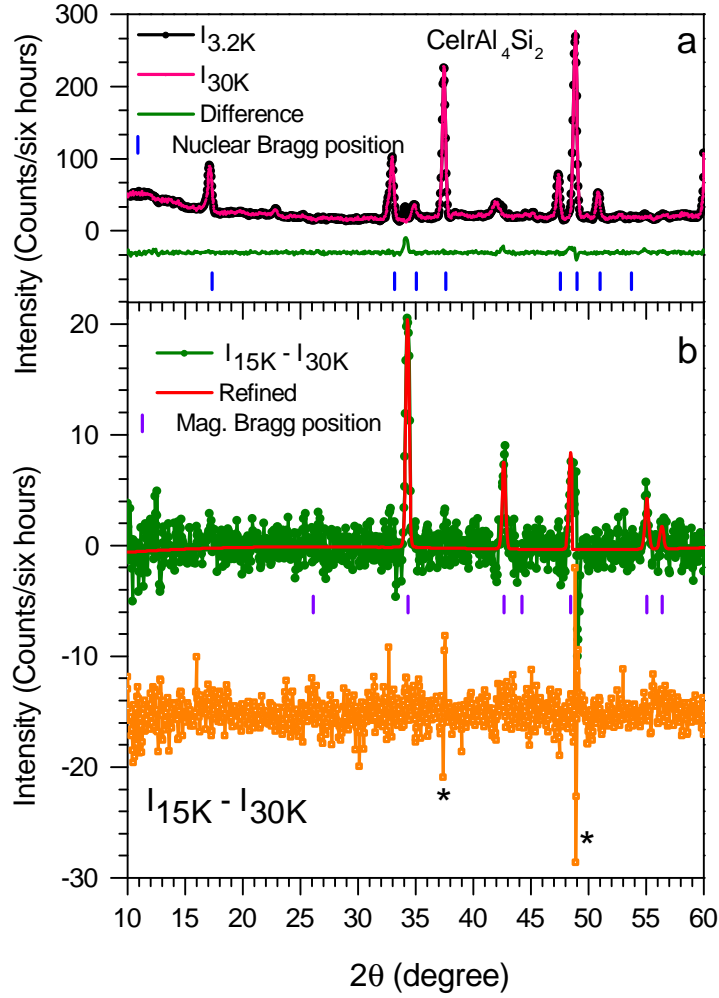 300
200
100
0
I3.2K
CeIrAl4Si2
a
I30K
Difference
Nuclear Bragg position
Intensity (Counts/six hours)
20
10
0
-10
-20
-30
I15K - I30K
b
Refined
Mag. Bragg position
Intensity (Counts/six hours)
*
*
I15K - I30K
10 15 20 25 30 35 40 45 50 55 60
2θ (degree)